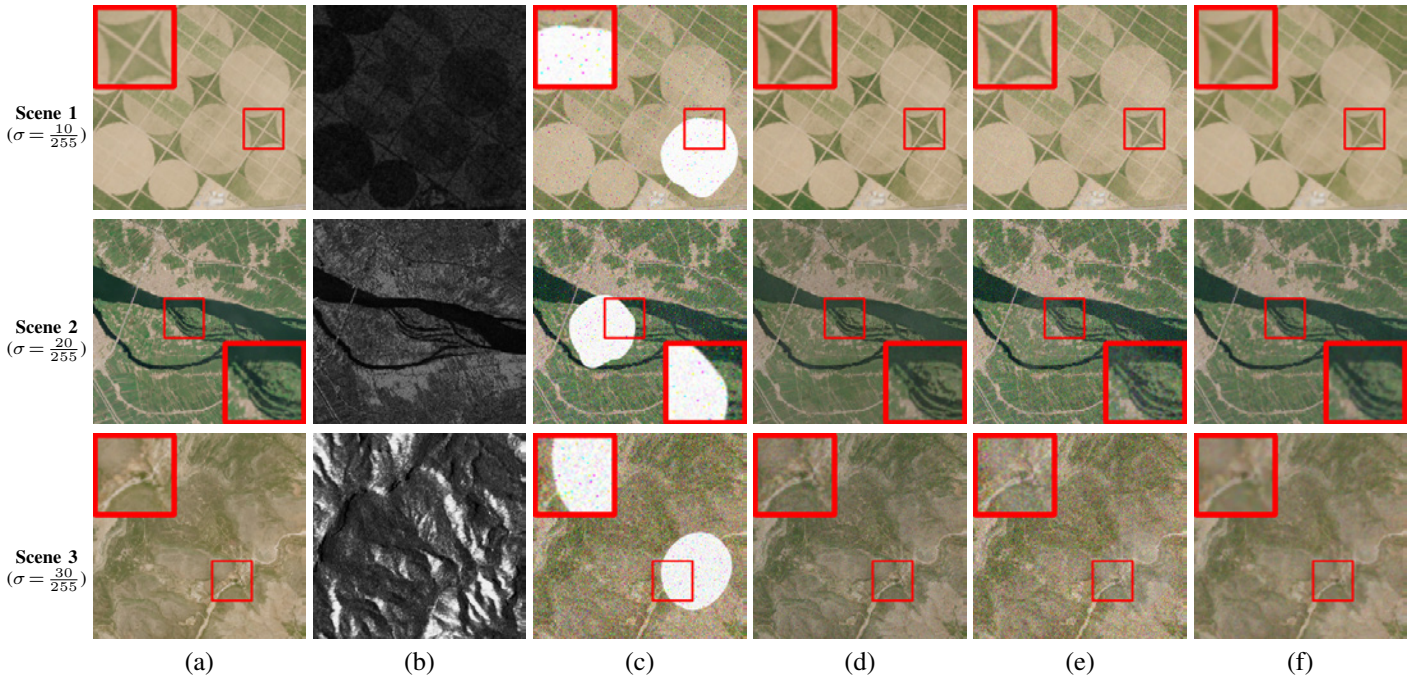 Scene 1
(σ = 10/255)
Scene 2
(σ = 20/255)
Scene 3
(σ = 30/255)
(a) (b) (c) (d) (e) (f)